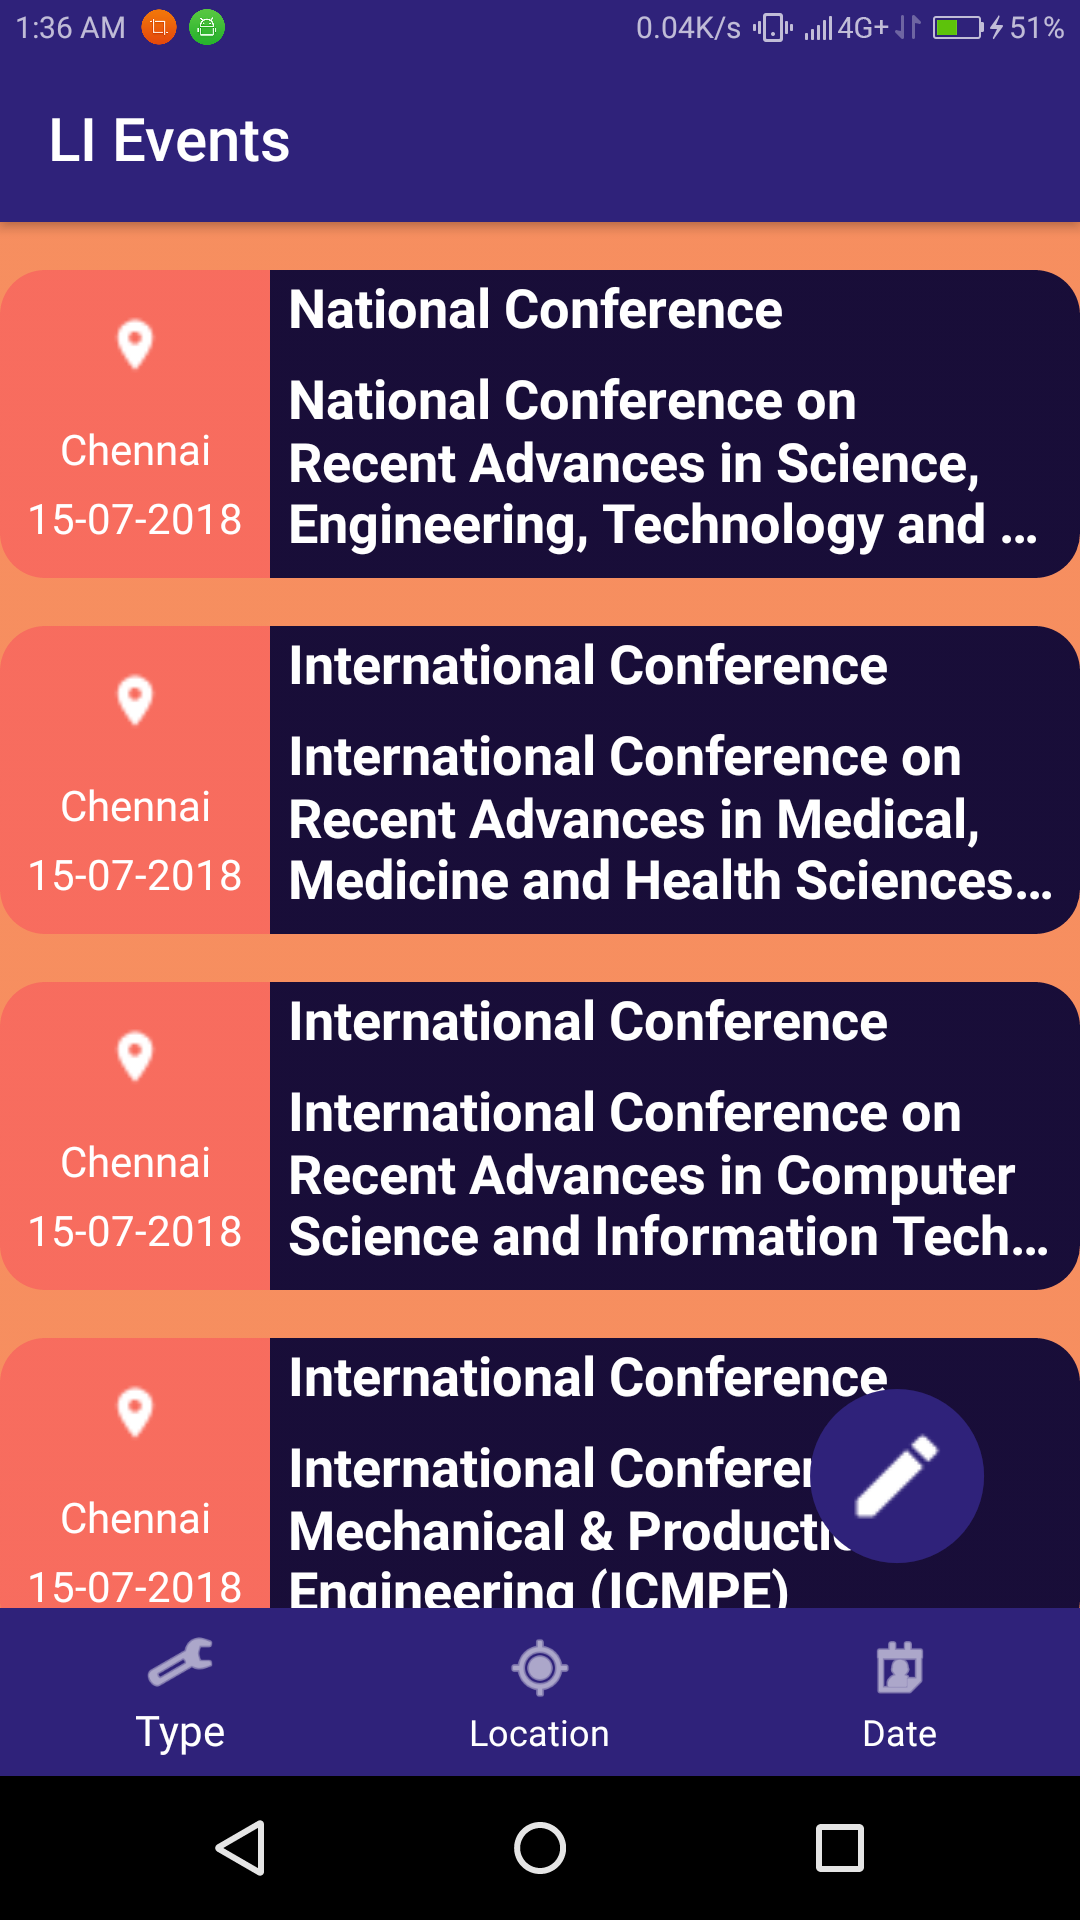 1:36 AM 0.04K/s 4G+ 51%
LI Events
National Conference
National Conference on
Recent Advances in Science,
Engineering, Technology and ...
Chennai
15-07-2018
International Conference
International Conference on
Recent Advances in Medical,
Medicine and Health Sciences...
Chennai
15-07-2018
International Conference
International Conference on
Recent Advances in Computer
Science and Information Tech...
Chennai
15-07-2018
International Conference
International Conferen
Mechanical & Producti
Engineering (ICMPE)
Chennai
15-07-2018
Type
Location
Date